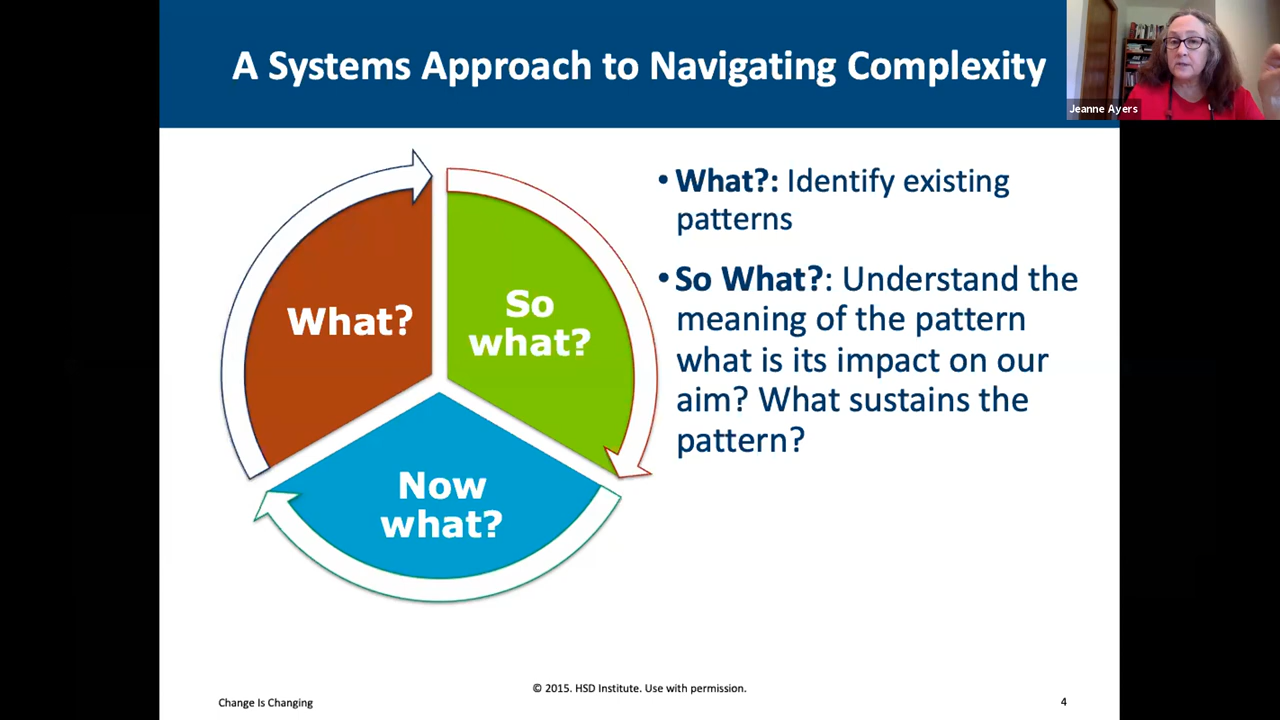 A Systems Approach to Navigating Complexity
Jeanne Ayers
What?
So
what?
Now
what?
• What?: Identify existing
patterns
• So What?: Understand the
meaning of the pattern
what is its impact on our
aim? What sustains the
pattern?
© 2015. HSD Institute. Use with permission.
Change Is Changing
4